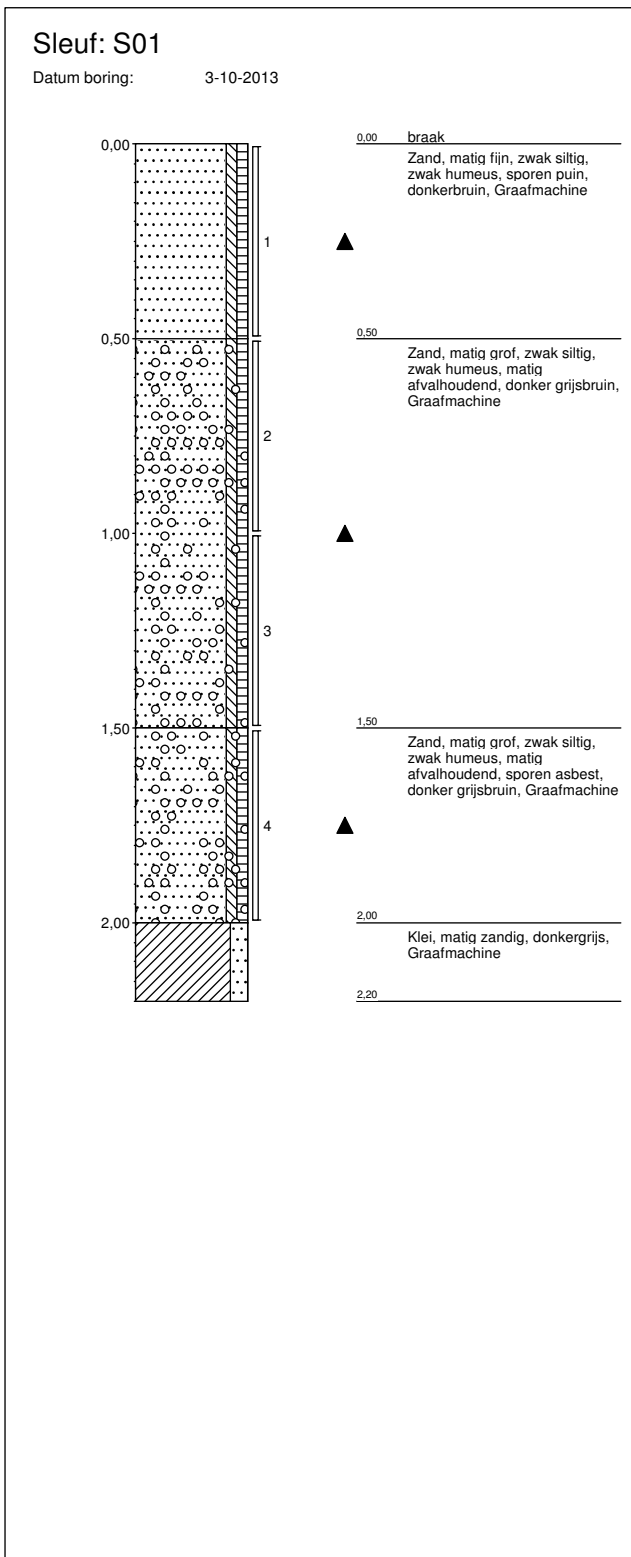 Sleuf: S01
Datum boring: 3-10-2013
0,00
0,50
1,00
1,50
2,00
1
2
3
4
0,00 braak
Zand, matig fijn, zwak siltig,
zwak humeus, sporen puin,
donkerbruin, Graafmachine
0,50
Zand, matig grof, zwak siltig,
zwak humeus, matig
afvalhoudend, donker grijsbruin,
Graafmachine
1,50
Zand, matig grof, zwak siltig,
zwak humeus, matig
afvalhoudend, sporen asbest,
donker grijsbruin, Graafmachine
2,00
Klei, matig zandig, donkergrijs,
Graafmachine
2,20